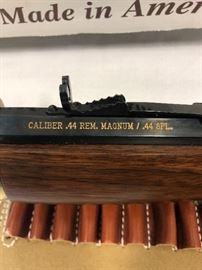 Made in Amer
CALIBER .44 REM. MAGNUM / .44 SPL.